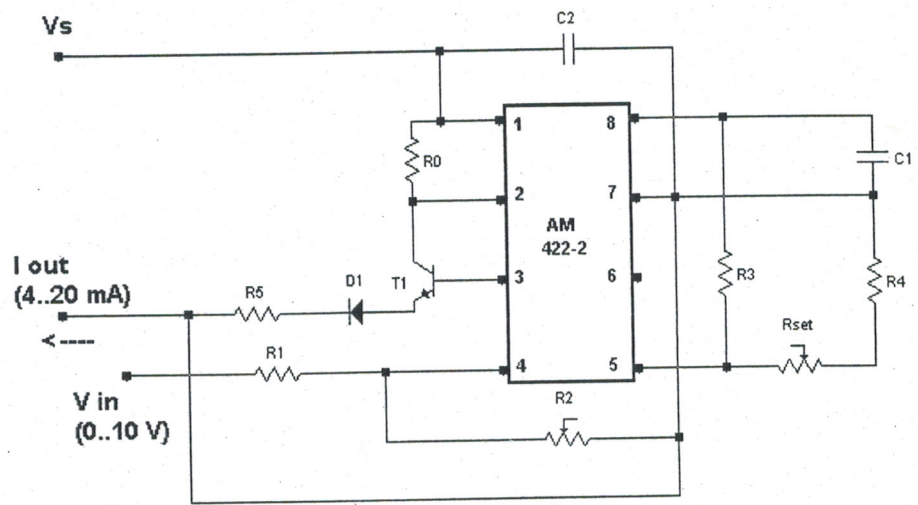 C2
Vs
1
8
R0
C1
2
7
AM
422-2
I out
(4..20 mA)
D1
T1
3
6
R3
R4
R5
< ----
Rset
R1
4
5
V in
(0..10 V)
R2